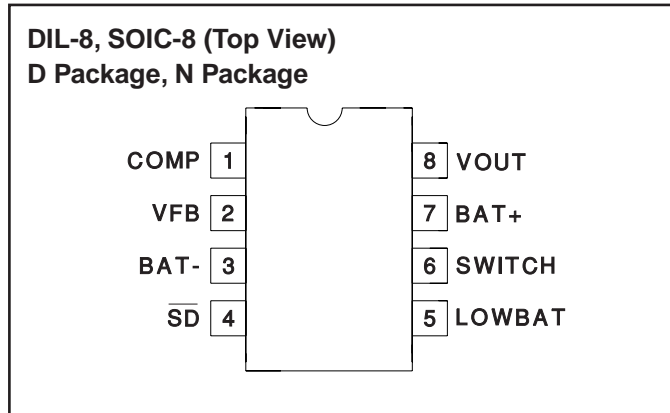 DIL-8, SOIC-8 (Top View)
D Package, N Package
COMP 1 8 VOUT
VFB 2 7 BAT+
BAT- 3 6 SWITCH
S̅D̅ 4 5 LOWBAT